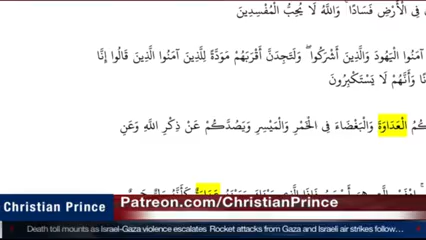 فِي الْأَرْضِ فَسَادًا ۚ وَاللَّهُ لَا يُحِبُّ الْمُفْسِدِينَ
آمَنُوا الْيَهُودَ وَالَّذِينَ أَشْرَكُوا ۖ وَلَتَجِدَنَّ أَقْرَبَهُمْ مَوَدَّةً لِلَّذِينَ آمَنُوا الَّذِينَ قَالُوا إِنَّا
وَأَنَّهُمْ لَا يَسْتَكْبِرُونَ
الْعَدَاوَةَ وَالْبَغْضَاءَ فِي الْخَمْرِ وَالْمَيْسِرِ وَيَصُدَّكُمْ عَنْ ذِكْرِ اللَّهِ وَعَنِ
Christian Prince
Patreon.com/ChristianPrince
Death toll mounts as Israel-Gaza violence escalates Rocket attacks from Gaza and Israeli air strikes follow...